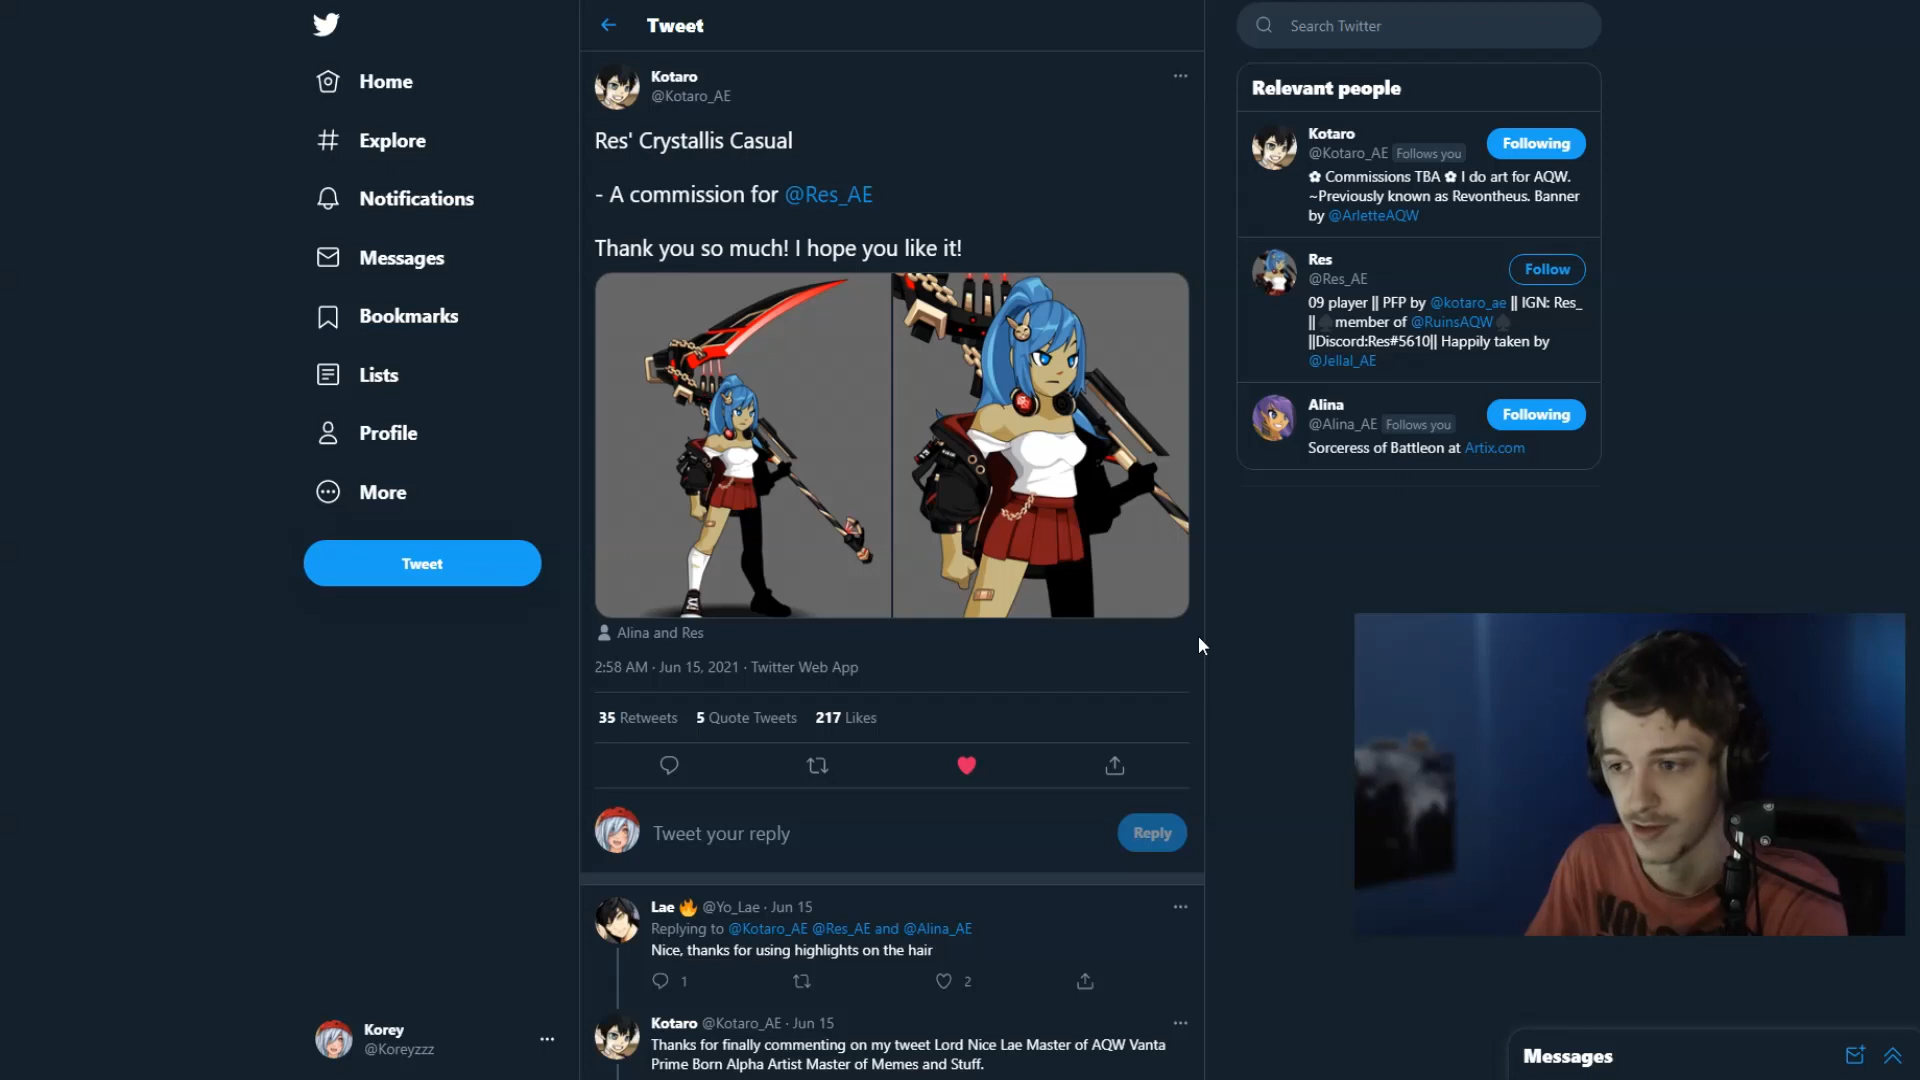 Home
Explore
Notifications
Messages
Bookmarks
Lists
Profile
More
Tweet
Korey
@Koreyzzz
Tweet
Kotaro
@Kotaro_AE
Res' Crystallis Casual
- A commission for @Res_AE
Thank you so much! I hope you like it!
Alina and Res
2:58 AM · Jun 15, 2021 · Twitter Web App
35 Retweets 5 Quote Tweets 217 Likes
Tweet your reply
Reply
Lae 🔥 @Yo_Lae · Jun 15
Replying to @Kotaro_AE @Res_AE and @Alina_AE
Nice, thanks for using highlights on the hair
1 2
Kotaro @Kotaro_AE · Jun 15
Thanks for finally commenting on my tweet Lord Nice Lae Master of AQW Vanta
Prime Born Alpha Artist Master of Memes and Stuff.
Search Twitter
Relevant people
Kotaro
Following
@Kotaro_AE Follows you
✿ Commissions TBA ✿ I do art for AQW.
~Previously known as Revontheus. Banner
by @ArletteAQW
Res
Follow
@Res_AE
09 player || PFP by @kotaro_ae || IGN: Res_
||♠member of @RuinsAQW♠
||Discord:Res#5610|| Happily taken by
@Jellal_AE
Alina
Following
@Alina_AE Follows you
Sorceress of Battleon at Artix.com
Messages